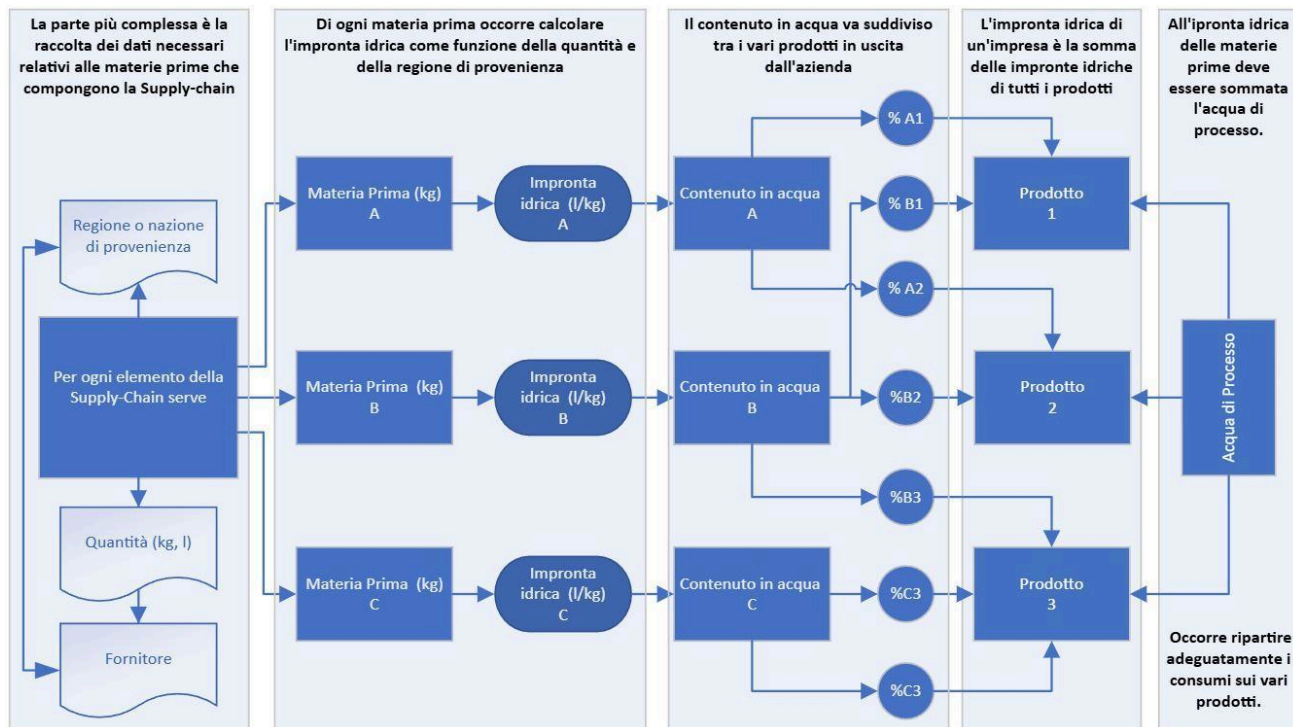 La parte più complessa è la
raccolta dei dati necessari
relativi alle materie prime che
compongono la Supply-chain
Di ogni materia prima occorre calcolare
l'impronta idrica come funzione della quantità e
della regione di provenienza
Il contenuto in acqua va suddiviso
tra i vari prodotti in uscita
dall'azienda
L'impronta idrica di
un'impresa è la somma
delle impronte idriche
di tutti i prodotti
All'ipronta idrica
delle materie
prime deve
essere sommata
l'acqua di
processo.
Regione o nazione
di provenienza
Per ogni elemento della
Supply-Chain serve
Quantità (kg, l)
Fornitore
Materia Prima (kg)
A
Impronta
idrica (l/kg)
A
Contenuto in acqua
A
% A1
% B1
% A2
Prodotto
1
Materia Prima (kg)
B
Impronta
idrica (l/kg)
B
Contenuto in acqua
B
%B2
%B3
Prodotto
2
Materia Prima (kg)
C
Impronta
idrica (l/kg)
C
Contenuto in acqua
C
%C3
%C3
Prodotto
3
Acqua di Processo
Occorre ripartire
adeguatamente i
consumi sui vari
prodotti.